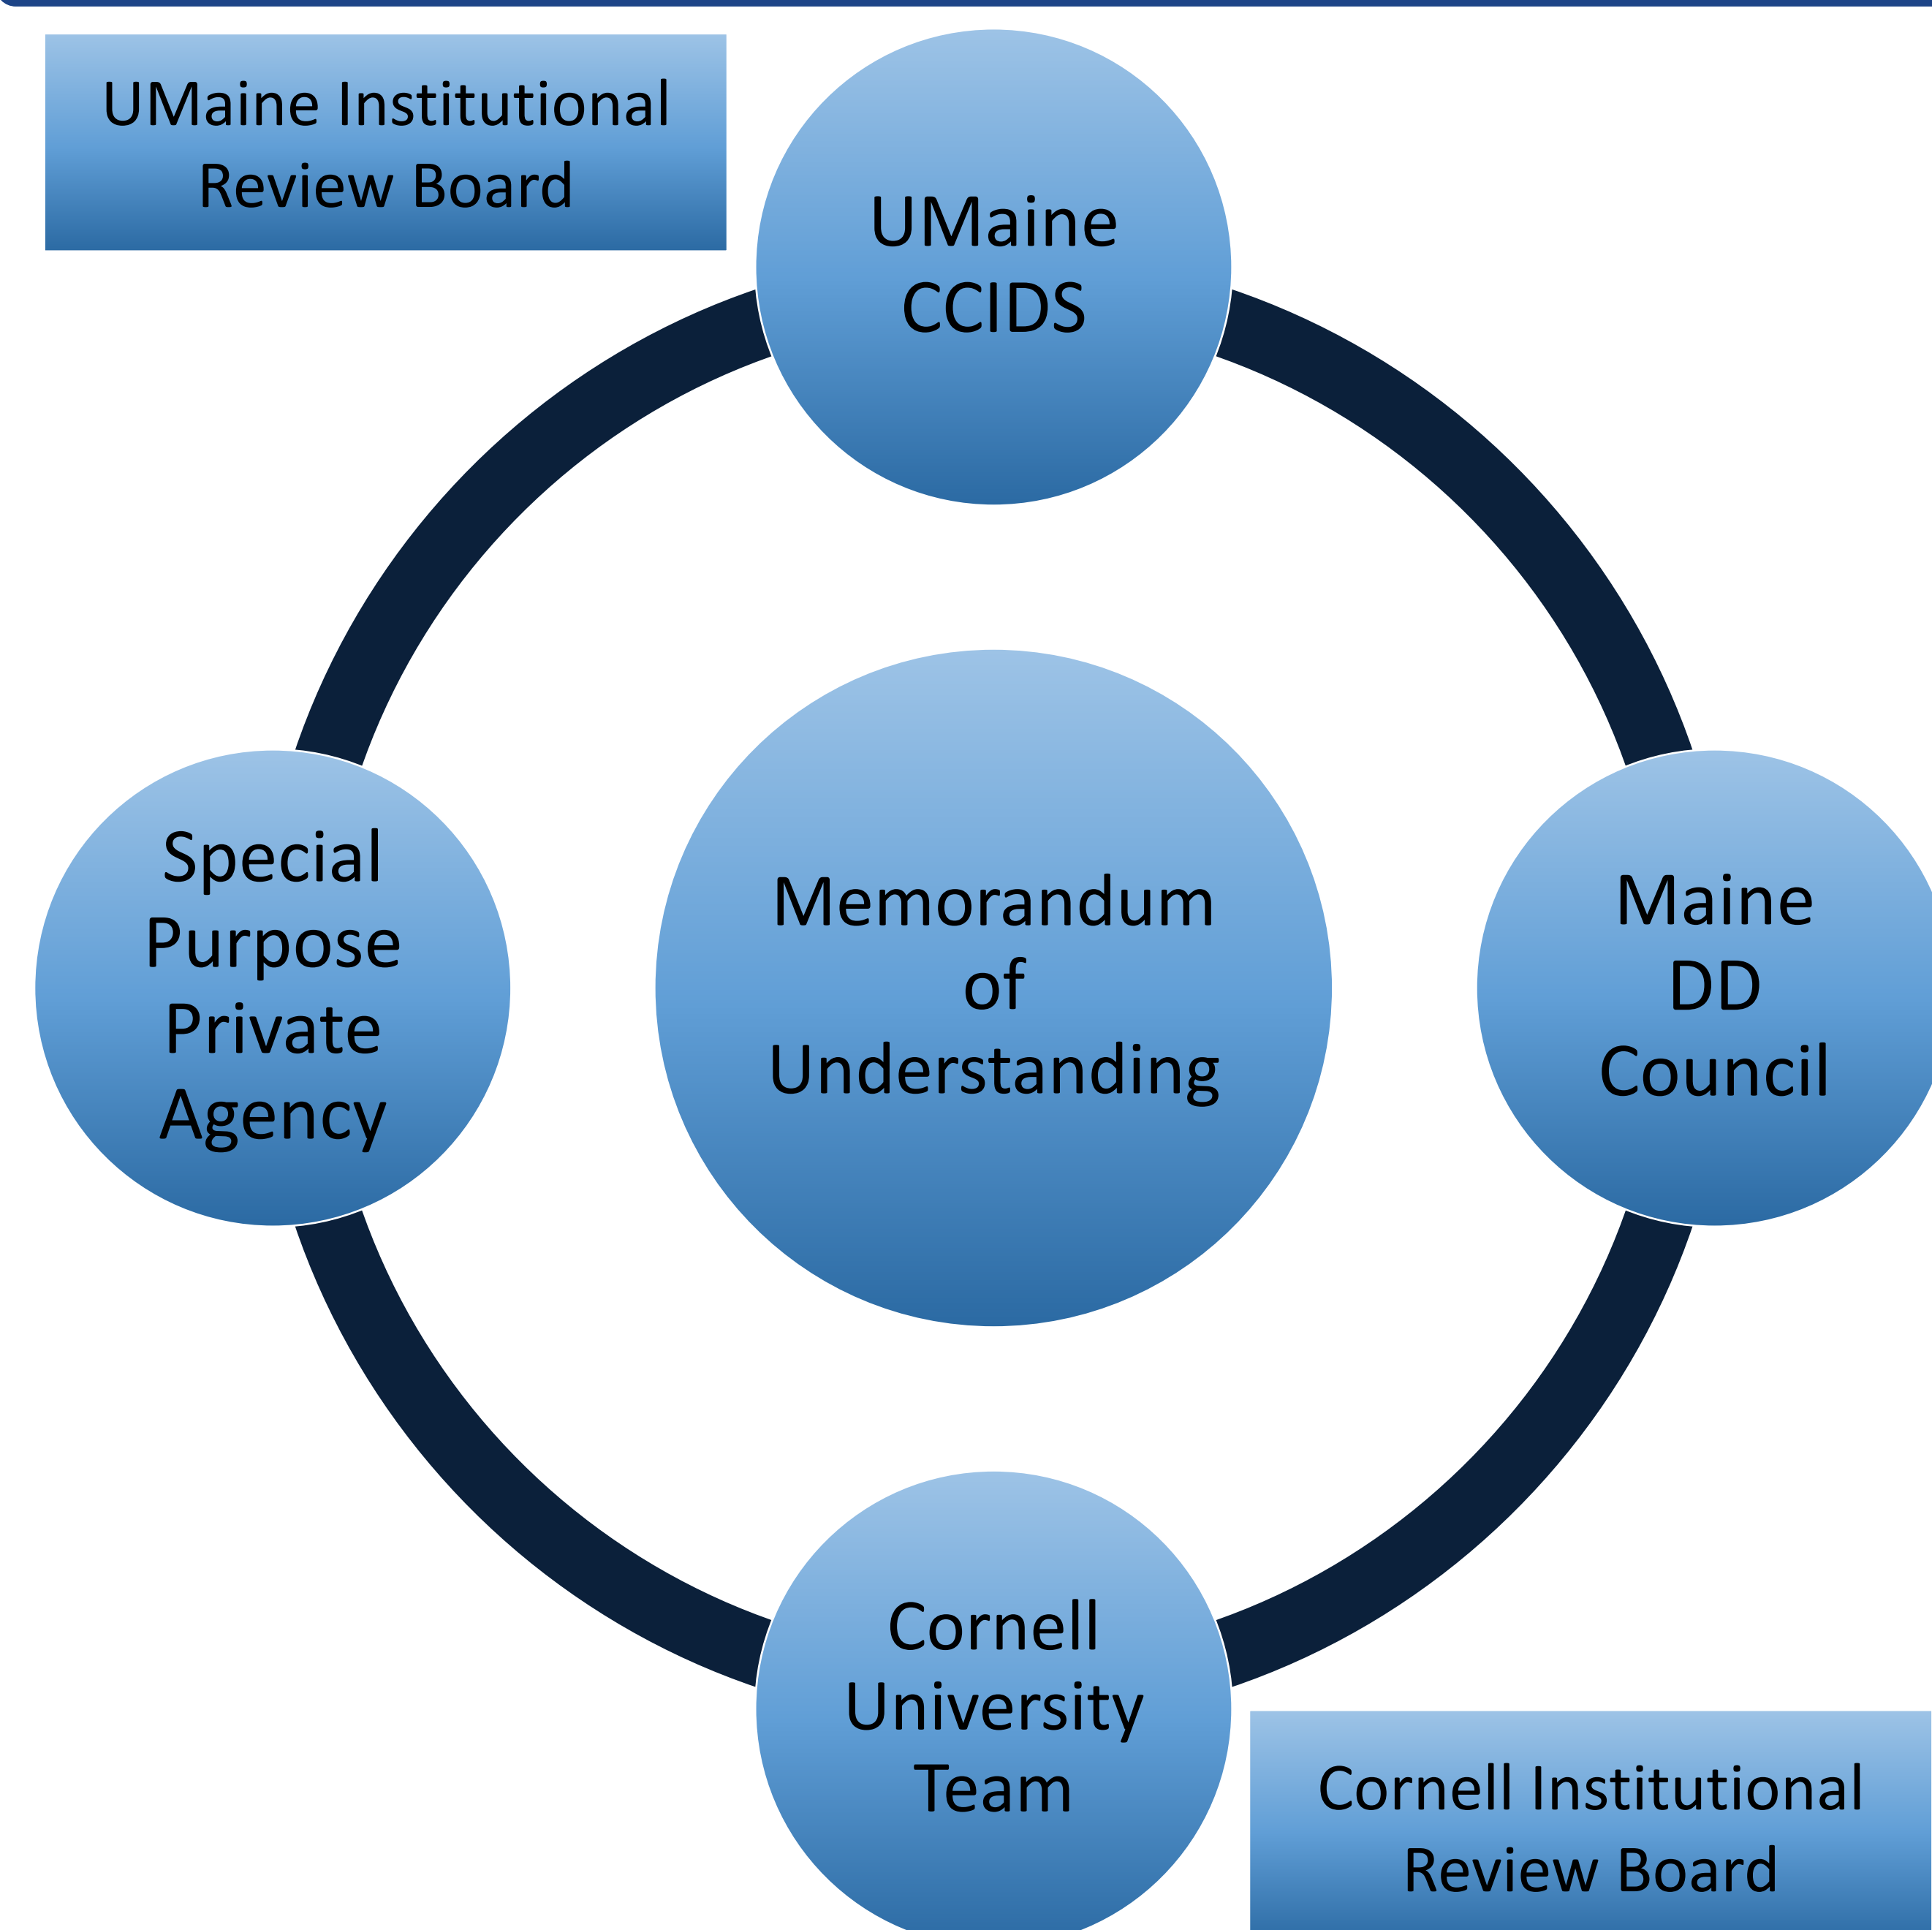 UMaine Institutional
Review Board
UMaine
CCIDS
Special
Purpose
Private
Agency
Memorandum
of
Understanding
Maine
DD
Council
Cornell
University
Team
Cornell Institutional
Review Board